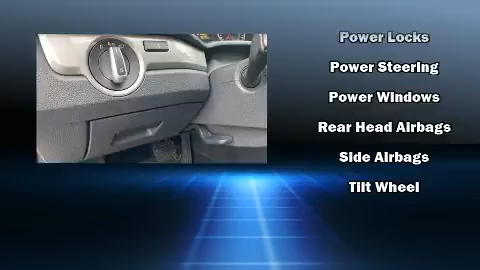 Power Locks
Power Steering
Power Windows
Rear Head Airbags
Side Airbags
Tilt Wheel